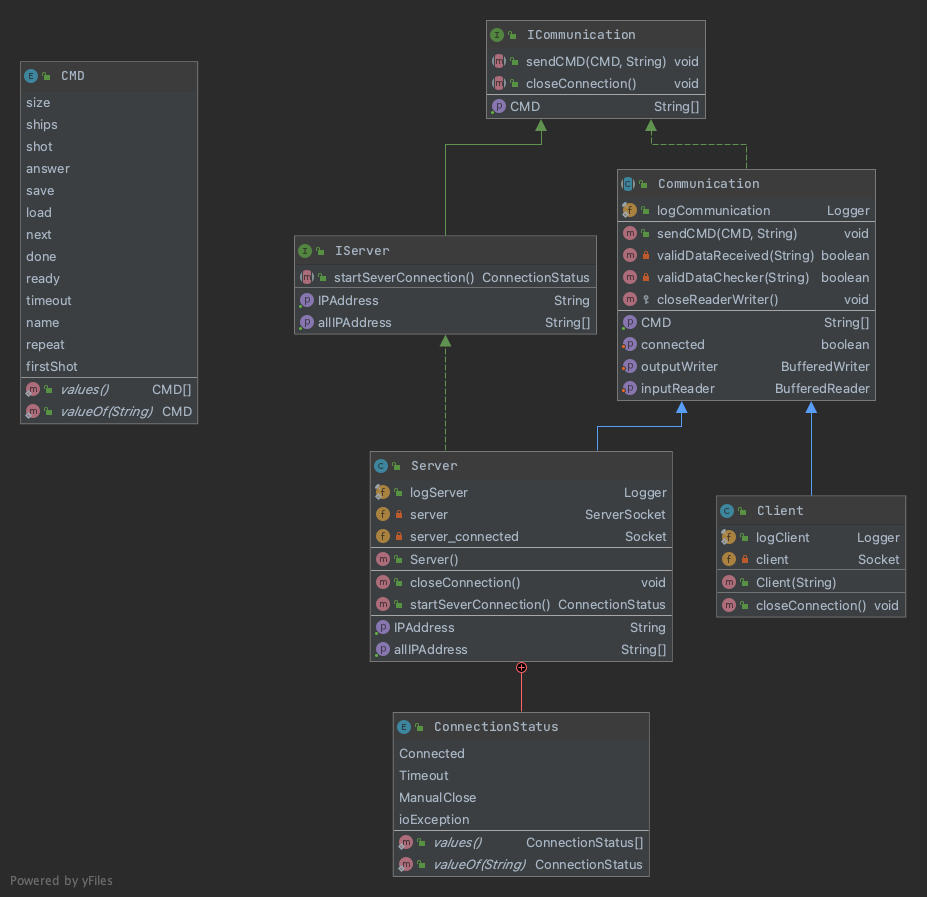 ICommunication
sendCMD(CMD, String) void
closeConnection() void
CMD String[]
CMD
size
ships
shot
answer
save
load
next
done
ready
timeout
name
repeat
firstShot
values() CMD[]
valueOf(String) CMD
Communication
logCommunication Logger
sendCMD(CMD, String) void
validDataReceived(String) boolean
validDataChecker(String) boolean
closeReaderWriter() void
CMD String[]
connected boolean
outputWriter BufferedWriter
inputReader BufferedReader
IServer
startSeverConnection() ConnectionStatus
IPAddress String
allIPAddress String[]
Server
logServer Logger
server ServerSocket
server_connected Socket
Server()
closeConnection() void
startSeverConnection() ConnectionStatus
IPAddress String
allIPAddress String[]
Client
logClient Logger
client Socket
Client(String)
closeConnection() void
ConnectionStatus
Connected
Timeout
ManualClose
ioException
values() ConnectionStatus[]
valueOf(String) ConnectionStatus
Powered by yFiles